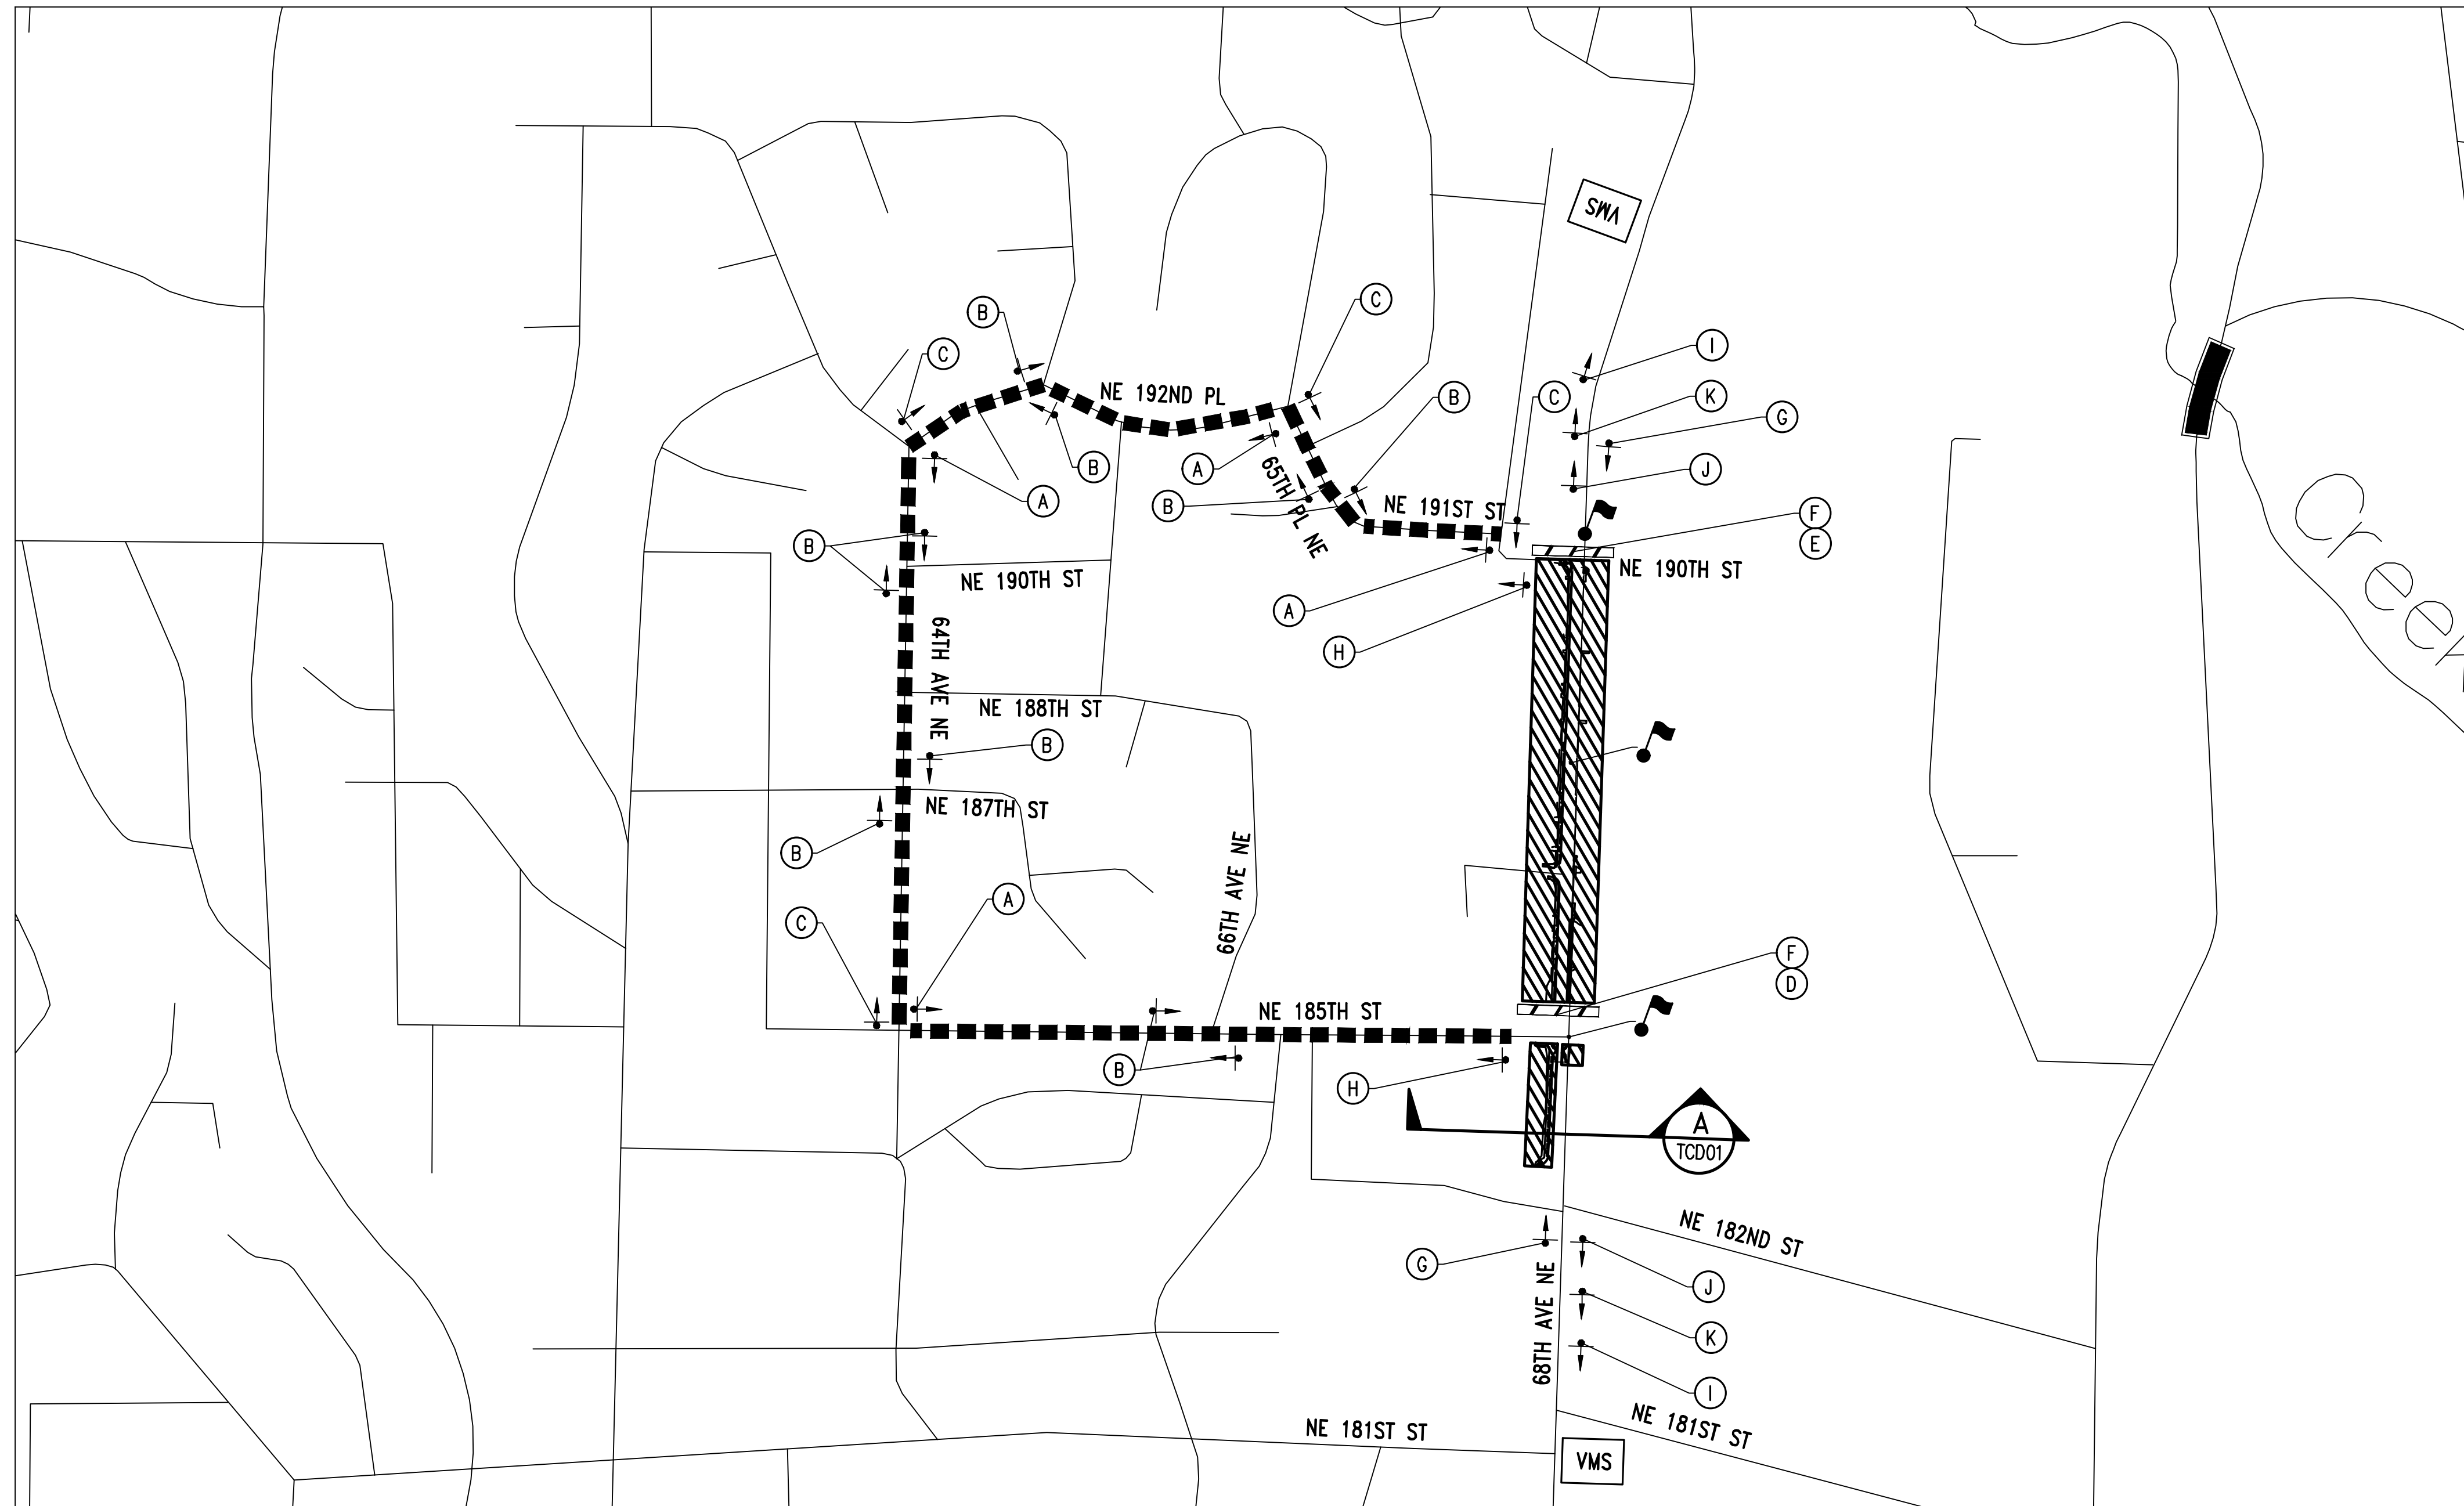 VMS
C
B
I
C
K
C
B
G
NE 192ND PL
B
A
J
A
B
65TH PL NE
NE 191ST ST
F
E
B
NE 190TH ST
NE 190TH ST
A
H
64TH AVE NE
NE 188TH ST
B
NE 187TH ST
B
A
66TH AVE NE
C
F
D
NE 185TH ST
B
H
A
TCD01
NE 182ND ST
G
J
68TH AVE NE
K
I
NE 181ST ST
NE 181ST ST
VMS